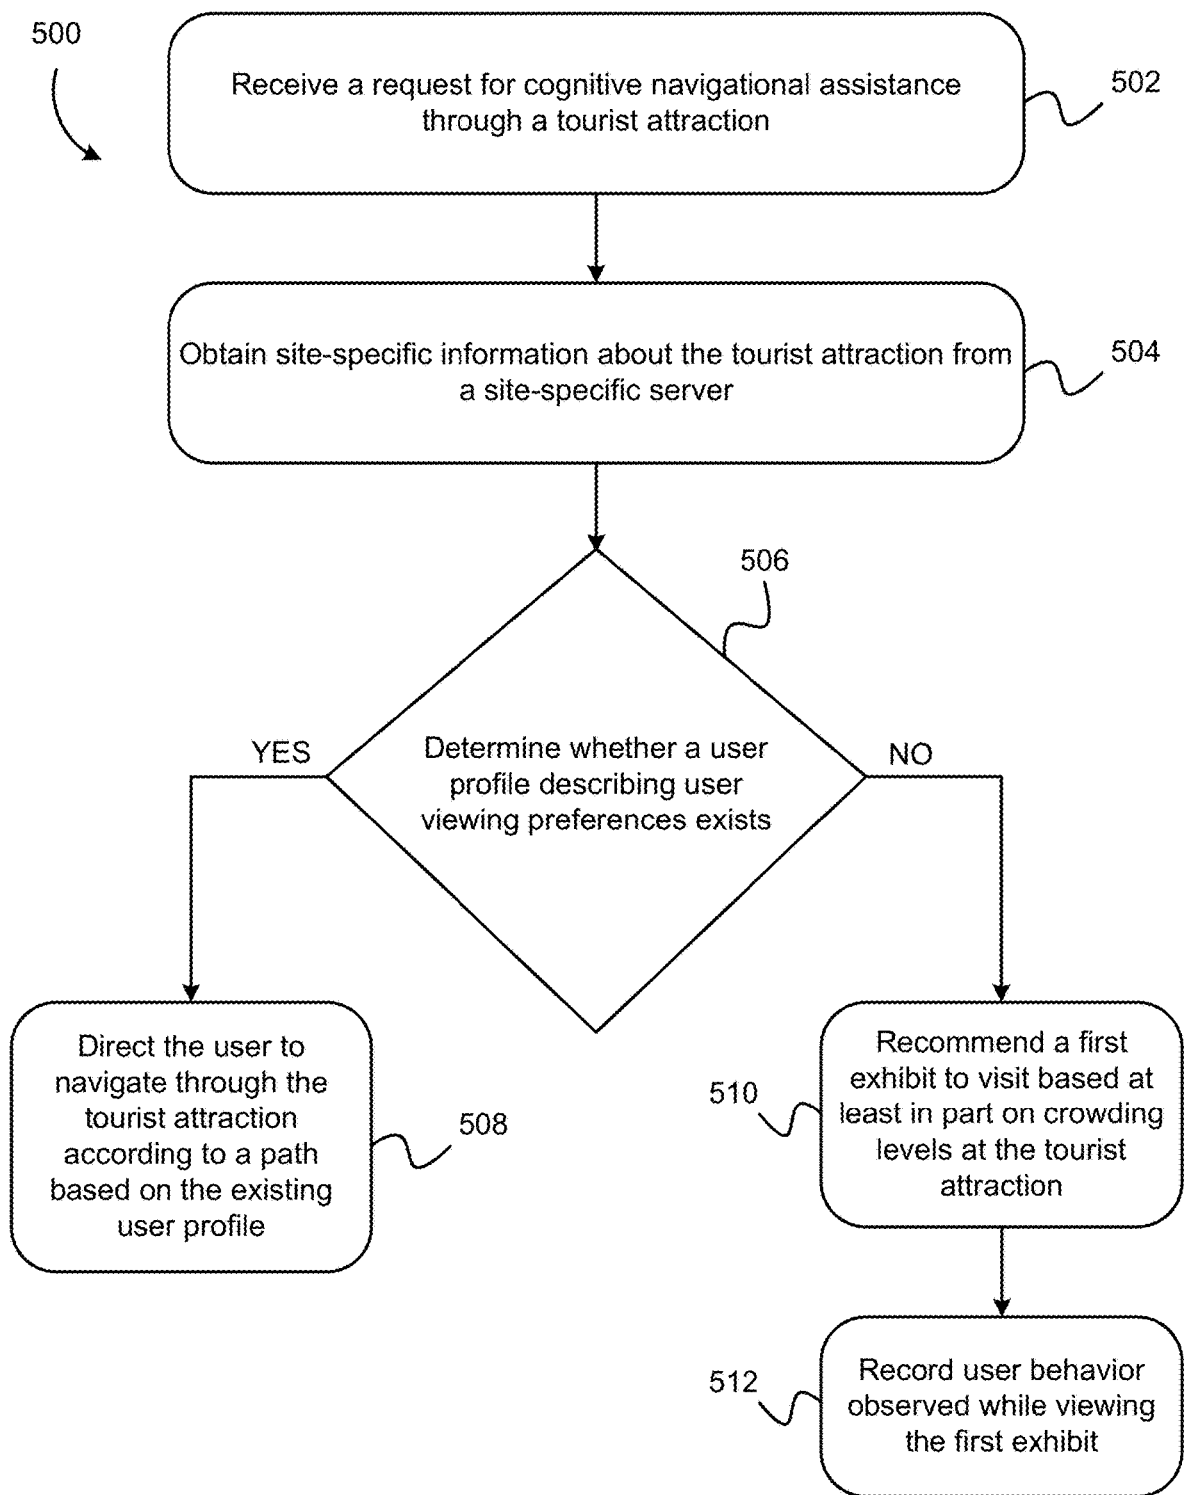 500
Receive a request for cognitive navigational assistance
through a tourist attraction
502
Obtain site-specific information about the tourist attraction from
a site-specific server
504
506
YES
Determine whether a user
profile describing user
viewing preferences exists
NO
Direct the user to
navigate through the
tourist attraction
according to a path
based on the existing
user profile
508
510
Recommend a first
exhibit to visit based at
least in part on crowding
levels at the tourist
attraction
512
Record user behavior
observed while viewing
the first exhibit